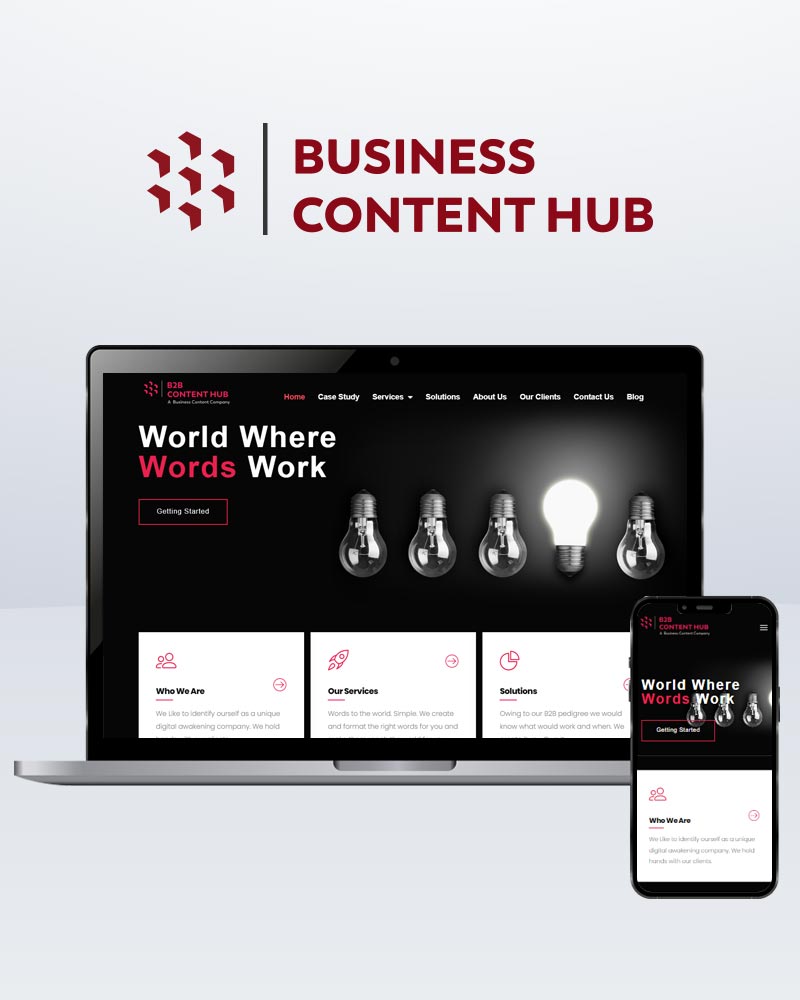 BUSINESS
CONTENT HUB
B2B
CONTENT HUB
A Business Content Company
Home Case Study Services Solutions About Us Our Clients Contact Us Blog
World Where
Words Work
Getting Started
Who We Are
We Like to identify ourself as a unique
digital awakening company. We hold
Our Services
Words to the world. Simple. We create
and format the right words for you and
Solutions
Owing to our B2B pedigree we would
know what would work and when. We
B2B
CONTENT HUB
A Business Content Company
World Where
Words Work
Getting Started
Who We Are
We Like to identify ourself as a unique
digital awakening company. We hold
hands with our clients.